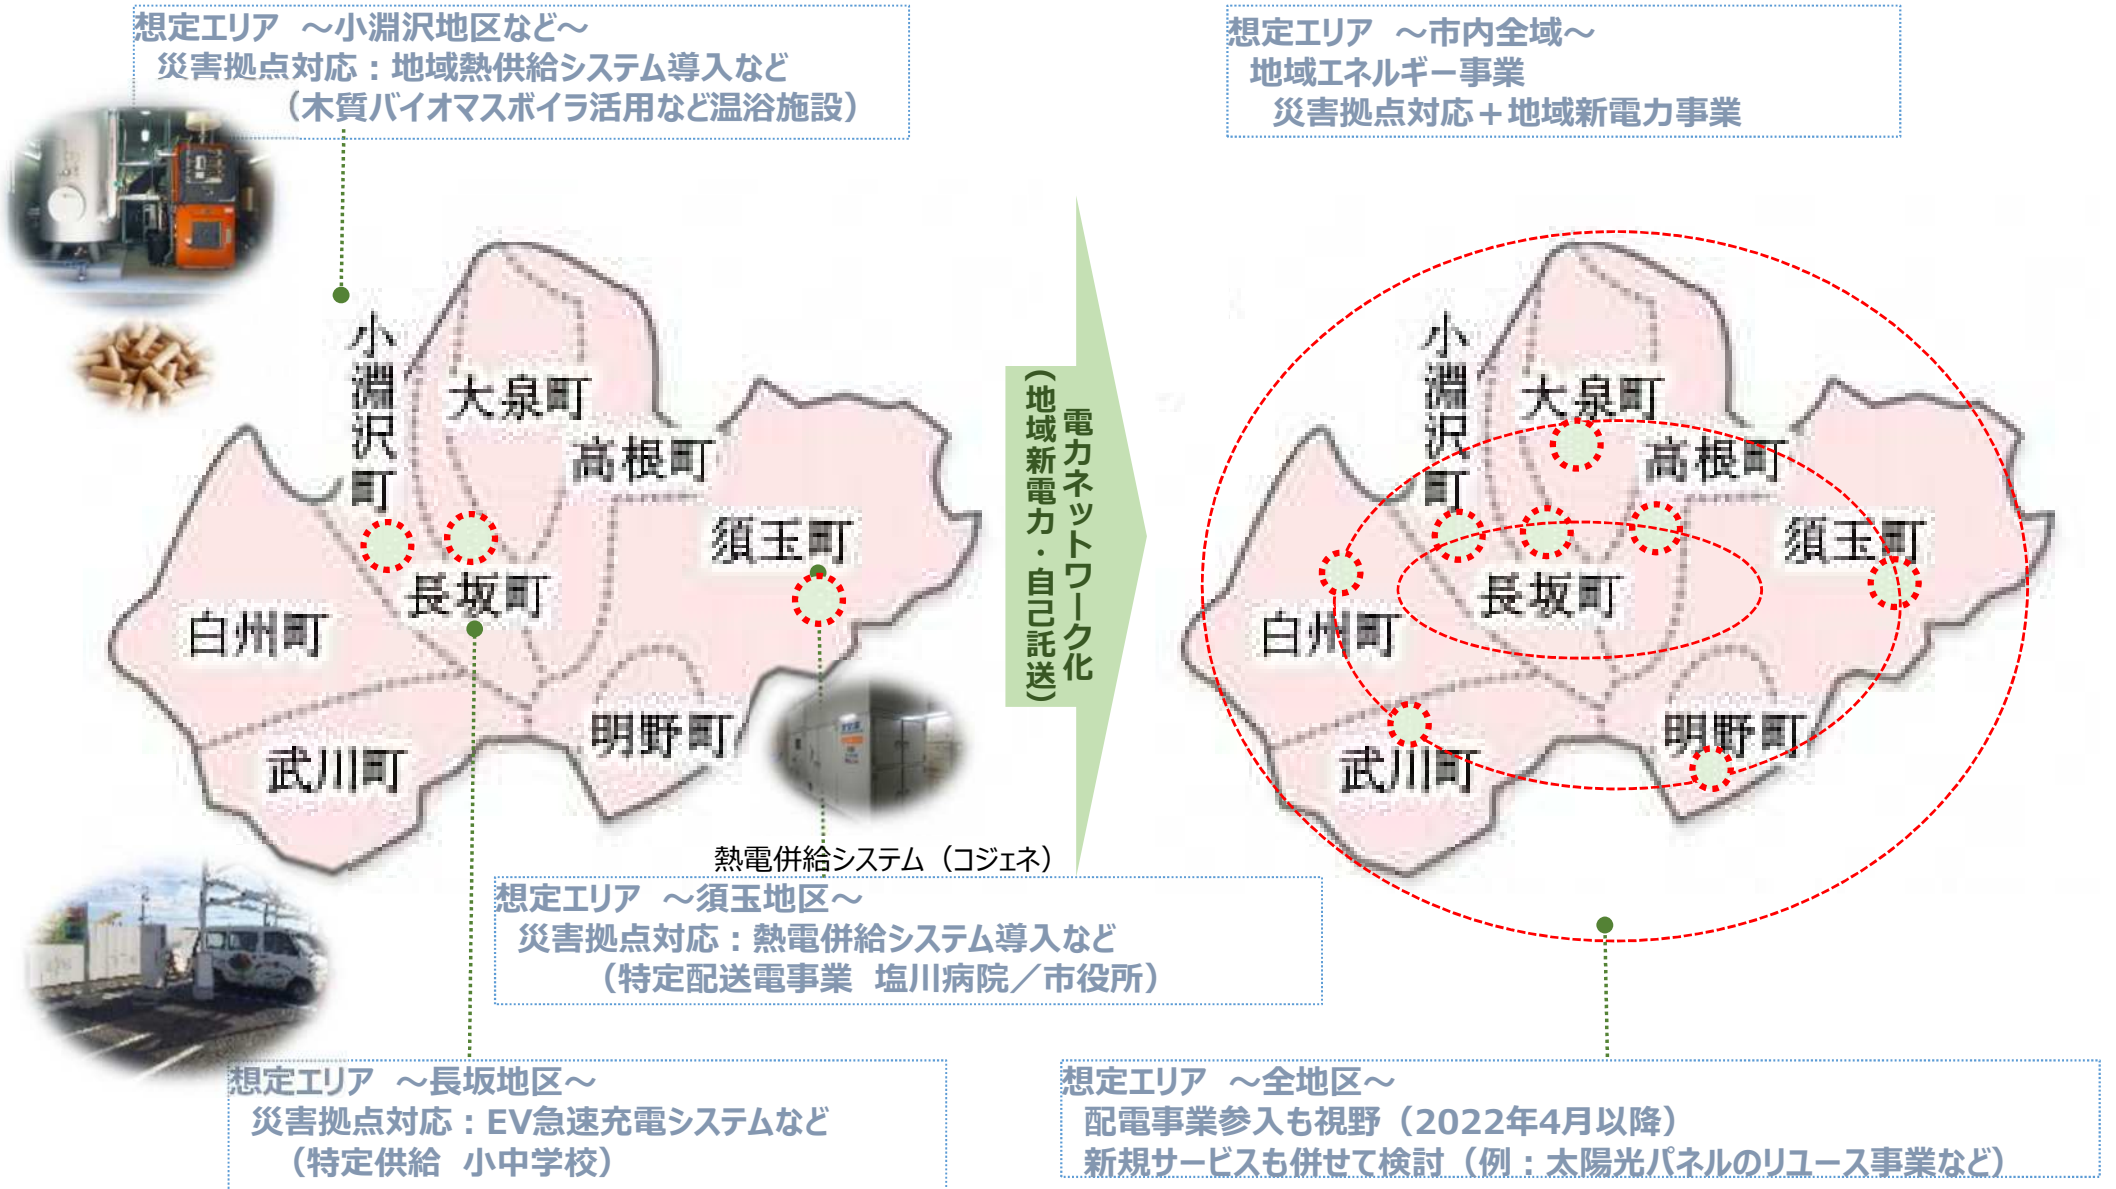 想定エリア ～小淵沢地区など～
災害拠点対応：地域熱供給システム導入など
（木質バイオマスボイラ活用など温浴施設）
想定エリア ～市内全域～
地域エネルギー事業
災害拠点対応＋地域新電力事業
小淵沢町
大泉町
高根町
須玉町
長坂町
白州町
明野町
武川町
電力ネットワーク化
（地域新電力・自己託送）
小淵沢町
大泉町
高根町
須玉町
長坂町
白州町
明野町
武川町
熱電併給システム（コジェネ）
想定エリア ～須玉地区～
災害拠点対応：熱電併給システム導入など
（特定配送電事業 塩川病院／市役所）
想定エリア ～長坂地区～
災害拠点対応：EV急速充電システムなど
（特定供給 小中学校）
想定エリア ～全地区～
配電事業参入も視野（2022年4月以降）
新規サービスも併せて検討（例：太陽光パネルのリユース事業など）